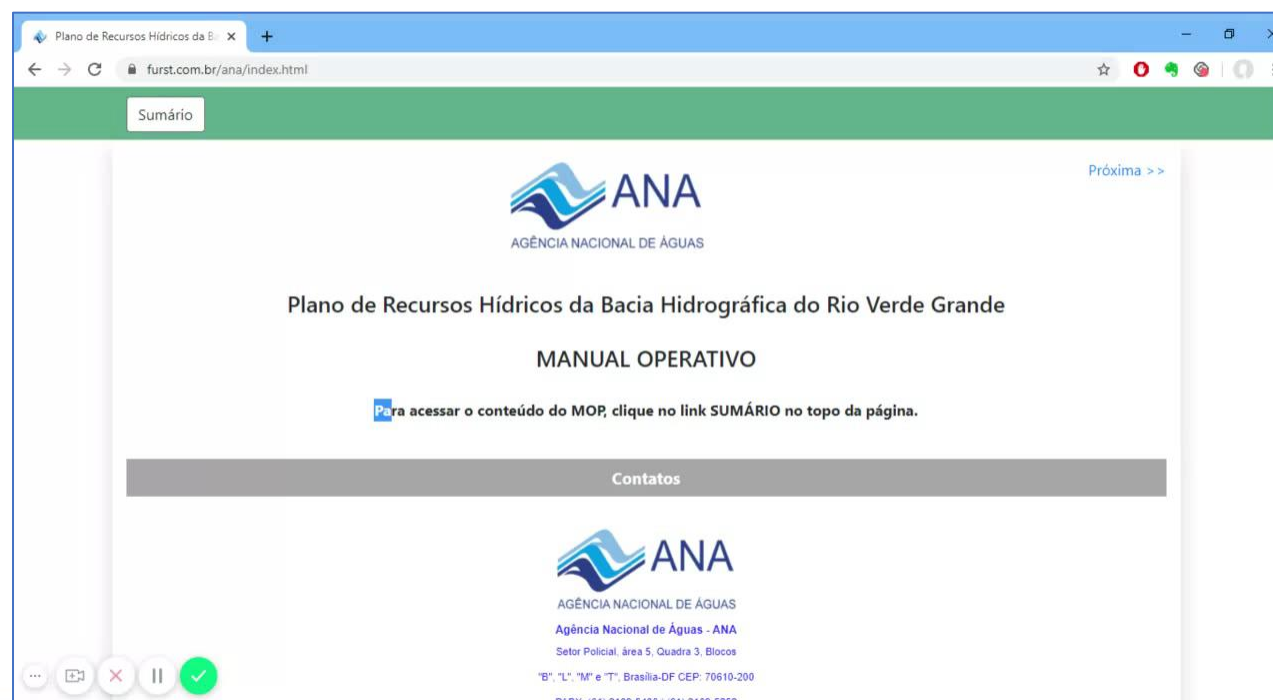 Plano de Recursos Hídricos da B
furst.com.br/ana/index.html
Sumário
Próxima >>
ANA
AGÊNCIA NACIONAL DE ÁGUAS
Plano de Recursos Hídricos da Bacia Hidrográfica do Rio Verde Grande
MANUAL OPERATIVO
Para acessar o conteúdo do MOP, clique no link SUMÁRIO no topo da página.
Contatos
ANA
AGÊNCIA NACIONAL DE ÁGUAS
Agência Nacional de Águas - ANA
Setor Policial, área 5, Quadra 3, Blocos
"B", "L", "M" e "T", Brasília-DF CEP: 70610-200